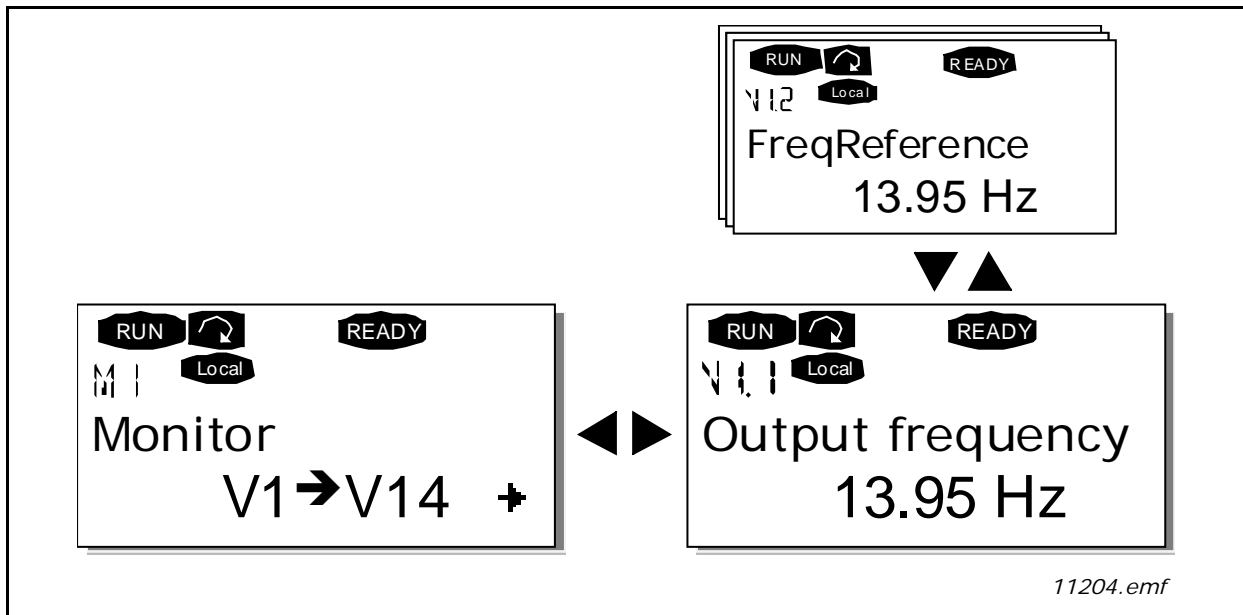 RUN READY
V1.2 Local
FreqReference
13.95 Hz
RUN READY
M1 Local
Monitor
V1➔V14
RUN READY
V1.1 Local
Output frequency
13.95 Hz
11204.emf